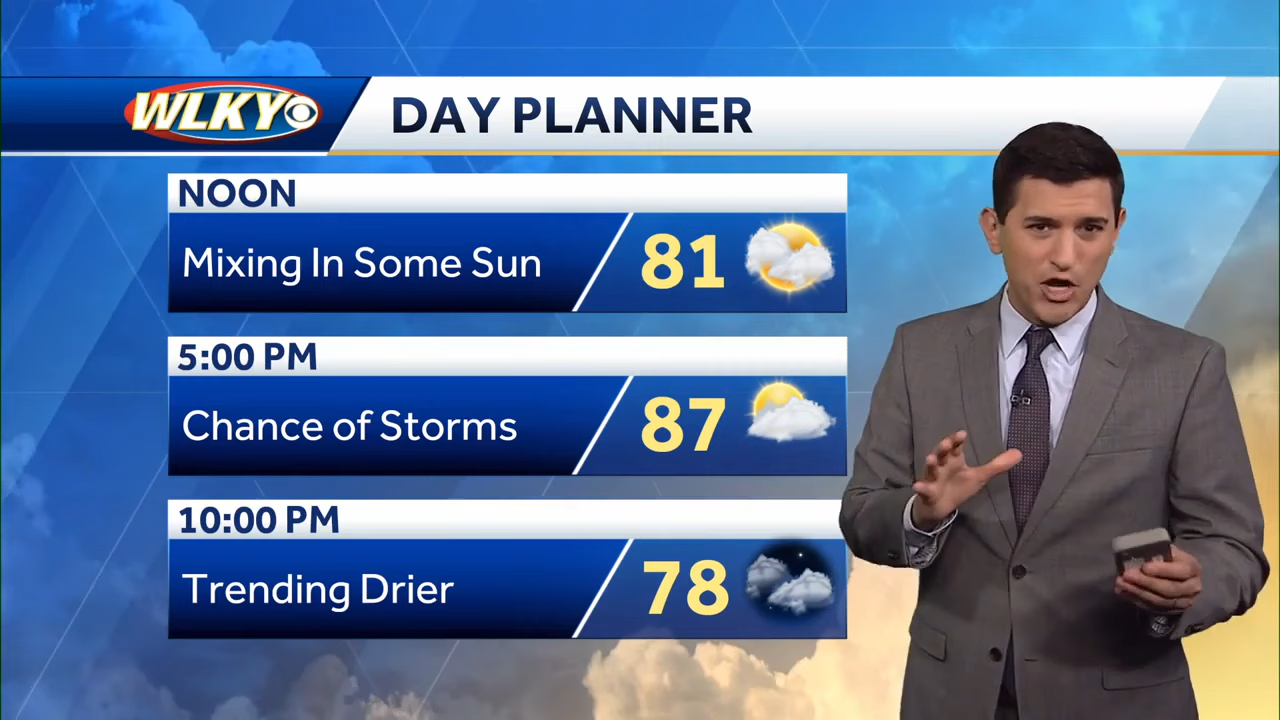 WLKY
DAY PLANNER
NOON
Mixing In Some Sun
81
5:00 PM
Chance of Storms
87
10:00 PM
Trending Drier
78